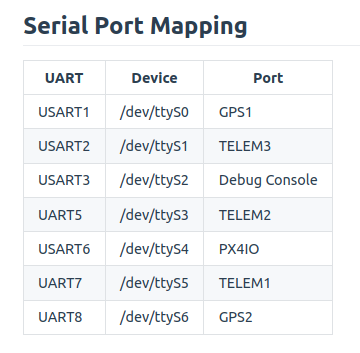 Serial Port Mapping
UART Device Port
USART1 /dev/ttyS0 GPS1
USART2 /dev/ttyS1 TELEM3
USART3 /dev/ttyS2 Debug Console
UART5 /dev/ttyS3 TELEM2
USART6 /dev/ttyS4 PX4IO
UART7 /dev/ttyS5 TELEM1
UART8 /dev/ttyS6 GPS2